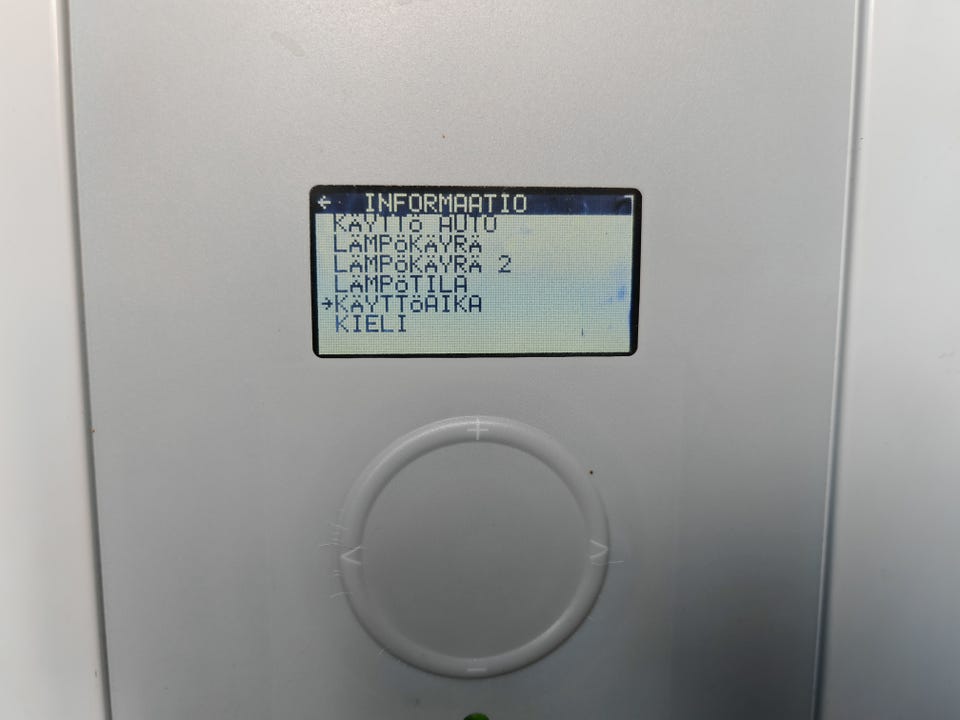 ← INFORMAATIO
KÄYTTÖ AUTO
LÄMPÖKÄYRÄ
LÄMPÖKÄYRÄ 2
LÄMPÖTILA
→KÄYTTÖAIKA
KIELI
+
< >
−